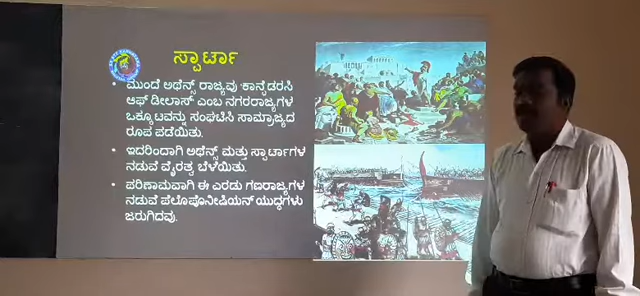 ಸ್ಪಾರ್ಟಾ
• ಮುಂದೆ ಅಥೆನ್ಸ್ ರಾಜ್ಯವು 'ಕಾನ್ಫೆಡರಸಿ
ಆಫ್ ಡೀಲಾಸ್' ಎಂಬ ನಗರರಾಜ್ಯಗಳ
ಒಕ್ಕೂಟವನ್ನು ಸಂಘಟಿಸಿ ಸಾಮ್ರಾಜ್ಯದ
ರೂಪ ಪಡೆಯಿತು.
• ಇದರಿಂದಾಗಿ ಅಥೆನ್ಸ್ ಮತ್ತು ಸ್ಪಾರ್ಟಾಗಳ
ನಡುವೆ ವೈರತ್ವ ಬೆಳೆಯಿತು.
• ಪರಿಣಾಮವಾಗಿ ಈ ಎರಡು ಗಣರಾಜ್ಯಗಳ
ನಡುವೆ ಪೆಲೊಪೊನೀಷಿಯನ್ ಯುದ್ಧಗಳು
ಜರುಗಿದವು.